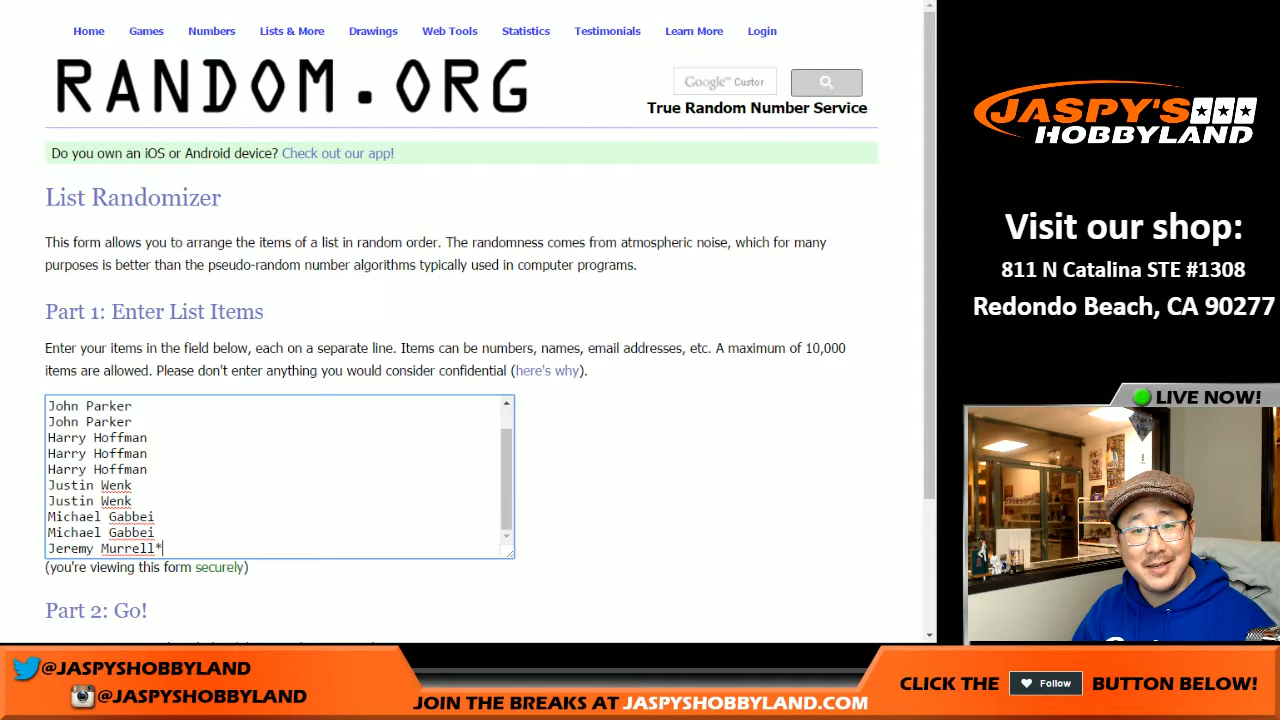 Home Games Numbers Lists & More Drawings Web Tools Statistics Testimonials Learn More Login
RANDOM.ORG
Google™ Custor
True Random Number Service
Do you own an iOS or Android device? Check out our app!
List Randomizer
This form allows you to arrange the items of a list in random order. The randomness comes from atmospheric noise, which for many
purposes is better than the pseudo-random number algorithms typically used in computer programs.
Part 1: Enter List Items
Enter your items in the field below, each on a separate line. Items can be numbers, names, email addresses, etc. A maximum of 10,000
items are allowed. Please don't enter anything you would consider confidential (here's why).
John Parker
John Parker
Harry Hoffman
Harry Hoffman
Harry Hoffman
Justin Wenk
Justin Wenk
Michael Gabbei
Michael Gabbei
Jeremy Murrell*
(you're viewing this form securely)
Part 2: Go!
JASPY'S
HOBBYLAND
Visit our shop:
811 N Catalina STE #1308
Redondo Beach, CA 90277
LIVE NOW!
@JASPYSHOBBYLAND
@JASPYSHOBBYLAND
JOIN THE BREAKS AT JASPYSHOBBYLAND.COM
CLICK THE Follow BUTTON BELOW!